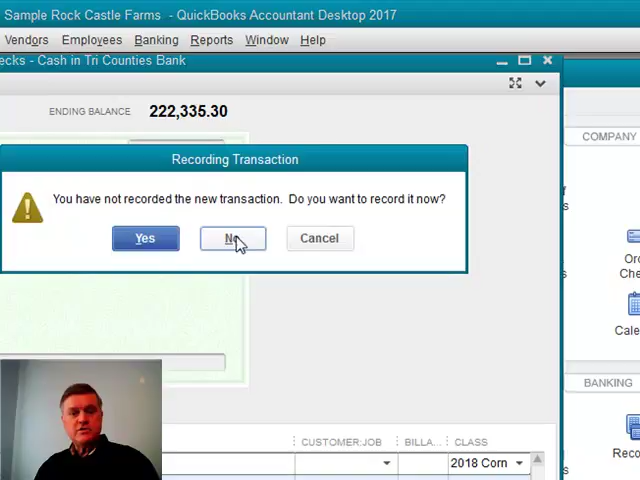 Sample Rock Castle Farms - QuickBooks Accountant Desktop 2017
Vendors Employees Banking Reports Window Help
ecks - Cash in Tri Counties Bank
ENDING BALANCE 222,335.30
COMPANY
Recording Transaction
You have not recorded the new transaction. Do you want to record it now?
Yes No Cancel
Cale
BANKING
Reco
CUSTOMER:JOB BILLA... CLASS
2018 Corn